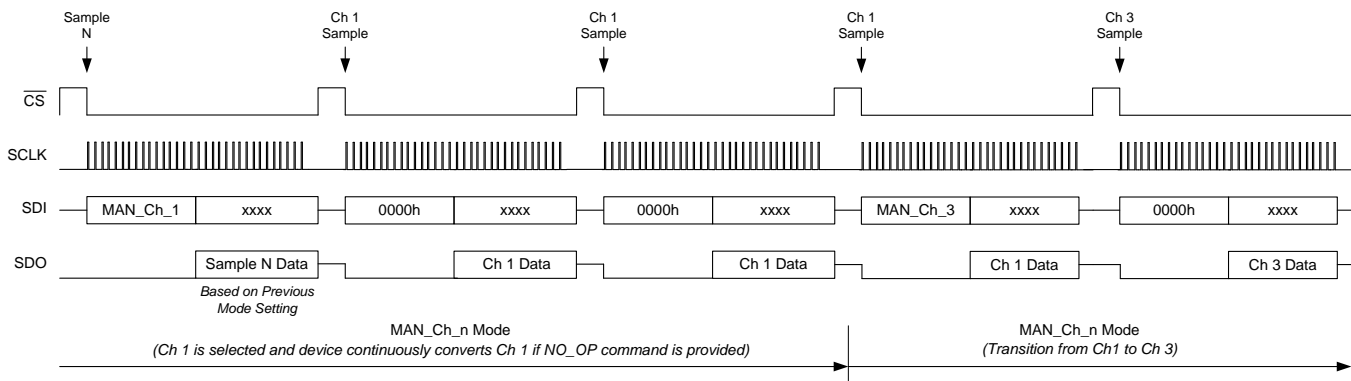 Sample
N
Ch 1
Sample
Ch 1
Sample
Ch 1
Sample
Ch 3
Sample
CS
SCLK
SDI
MAN_Ch_1
xxxx
0000h
xxxx
0000h
xxxx
MAN_Ch_3
xxxx
0000h
xxxx
SDO
Sample N Data
Ch 1 Data
Ch 1 Data
Ch 1 Data
Ch 3 Data
Based on Previous
Mode Setting
MAN_Ch_n Mode
(Ch 1 is selected and device continuously converts Ch 1 if NO_OP command is provided)
MAN_Ch_n Mode
(Transition from Ch1 to Ch 3)